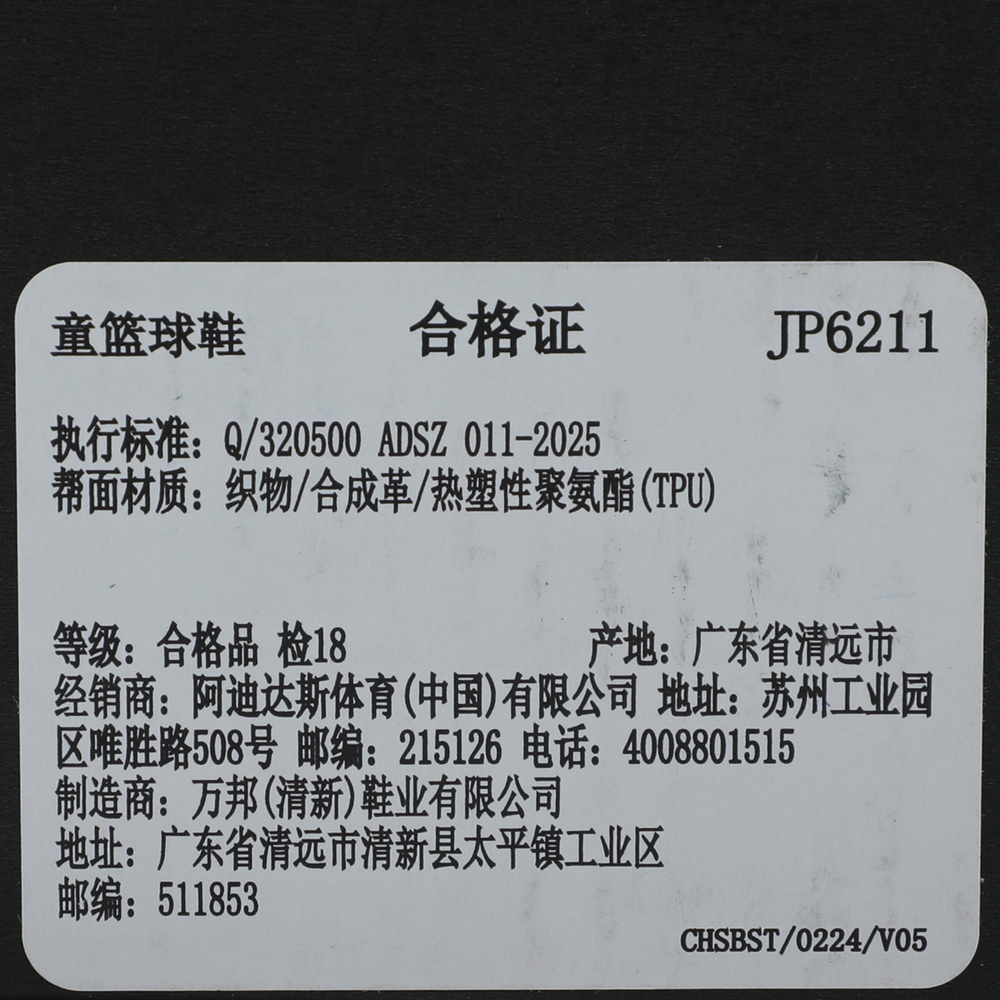 童篮球鞋 合格证 JP6211
执行标准：Q/320500 ADSZ 011-2025
帮面材质：织物/合成革/热塑性聚氨酯(TPU)
等级：合格品 检18 产地：广东省清远市
经销商：阿迪达斯体育(中国)有限公司 地址：苏州工业园
区唯胜路508号 邮编：215126 电话：4008801515
制造商：万邦(清新)鞋业有限公司
地址：广东省清远市清新县太平镇工业区
邮编：511853
CHSBST/0224/V05